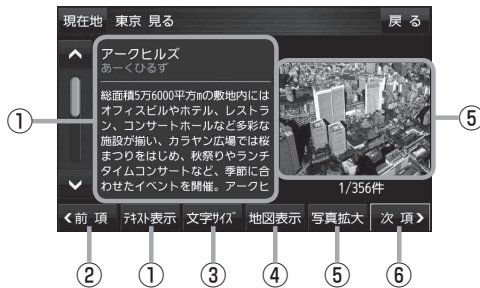 現在地 東京 見る 戻 る
アークヒルズ
あーくひるず
総面積5万6000平方mの敷地内には
オフィスビルやホテル、レストラ
ン、コンサートホールなど多彩な
施設が揃い、カラヤン広場では桜
まつりをはじめ、秋祭りやランチ
タイムコンサートなど、季節に合
わせたイベントを開催。アークヒ
① ⑤
1/356件
前 項 ﾃｷｽﾄ表示 文字ｻｲｽﾞ 地図表示 写真拡大 次 項
② ① ③ ④ ⑤ ⑥